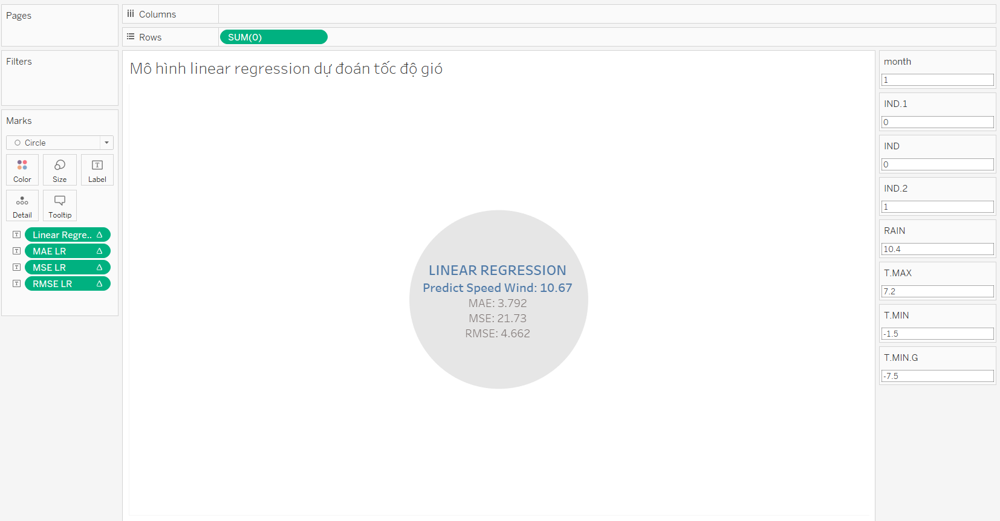 Pages
Columns
Rows
SUM(0)
Filters
Marks
Circle
Color
Size
Label
Detail
Tooltip
Linear Regre..
MAE LR
MSE LR
RMSE LR
Mô hình linear regression dự đoán tốc độ gió
LINEAR REGRESSION
Predict Speed Wind: 10.67
MAE: 3.792
MSE: 21.73
RMSE: 4.662
month
1
IND.1
0
IND
0
IND.2
1
RAIN
10.4
T.MAX
7.2
T.MIN
-1.5
T.MIN.G
-7.5